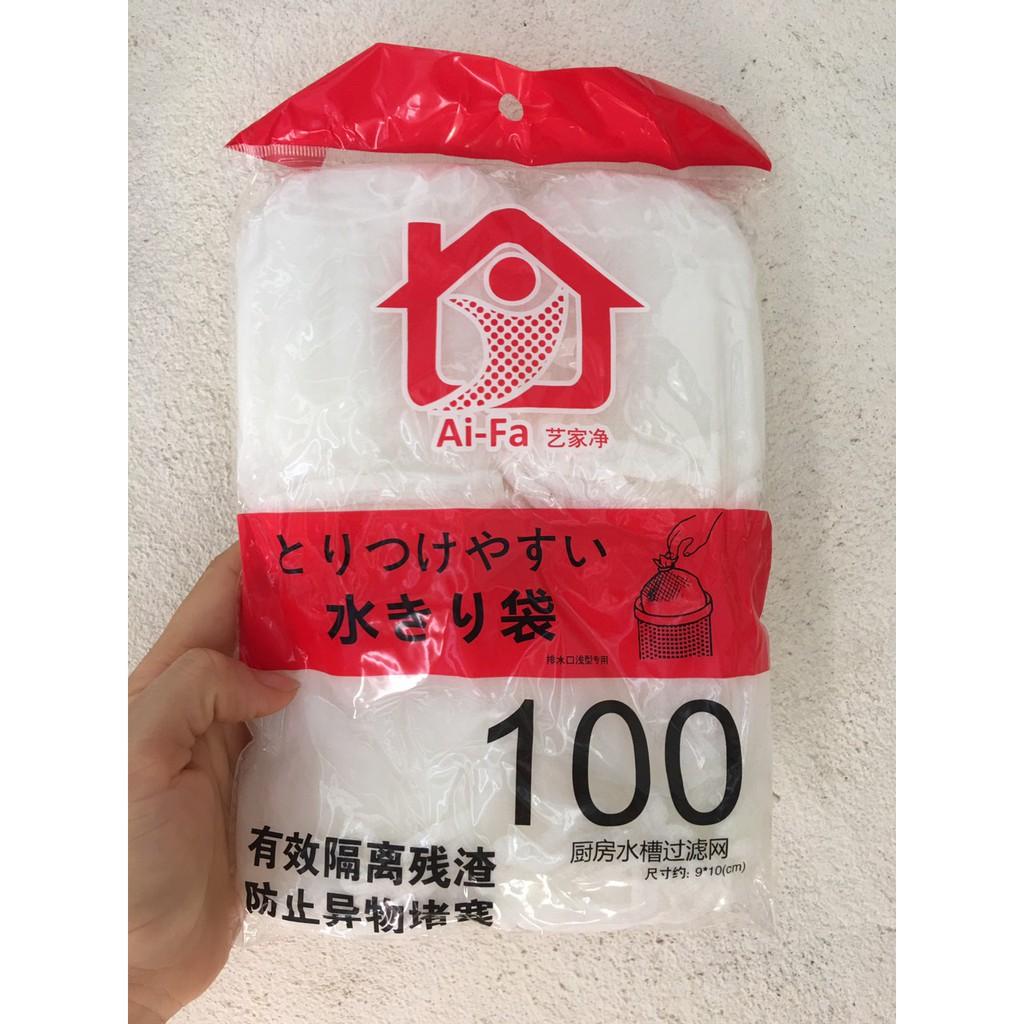 Ai-Fa 艺家净
とりつけやすい
水きり袋
排水口浅型专用
100
厨房水槽过滤网
尺寸约: 9*10(cm)
有效隔离残渣
防止异物堵塞